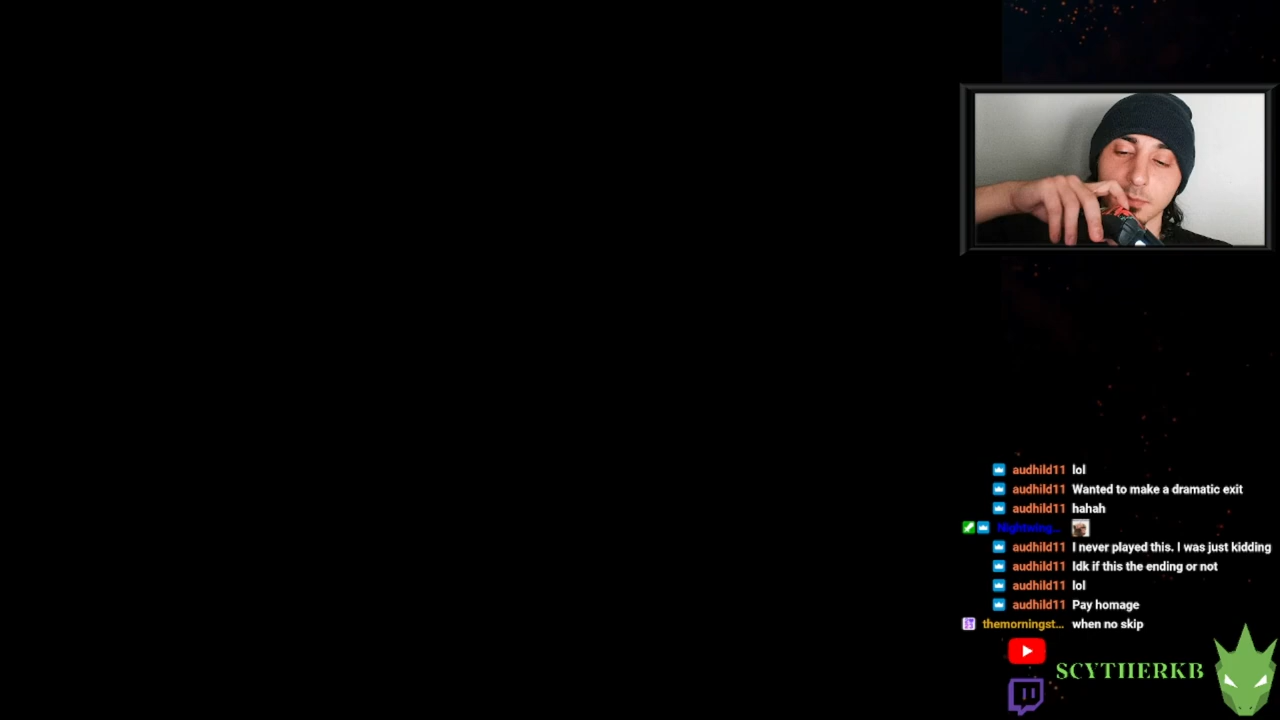 audhild11 lol
audhild11 Wanted to make a dramatic exit
audhild11 hahah
Nightwing...
audhild11 I never played this. I was just kidding
audhild11 Idk if this the ending or not
audhild11 lol
audhild11 Pay homage
themorningst... when no skip
SCYTHERKB